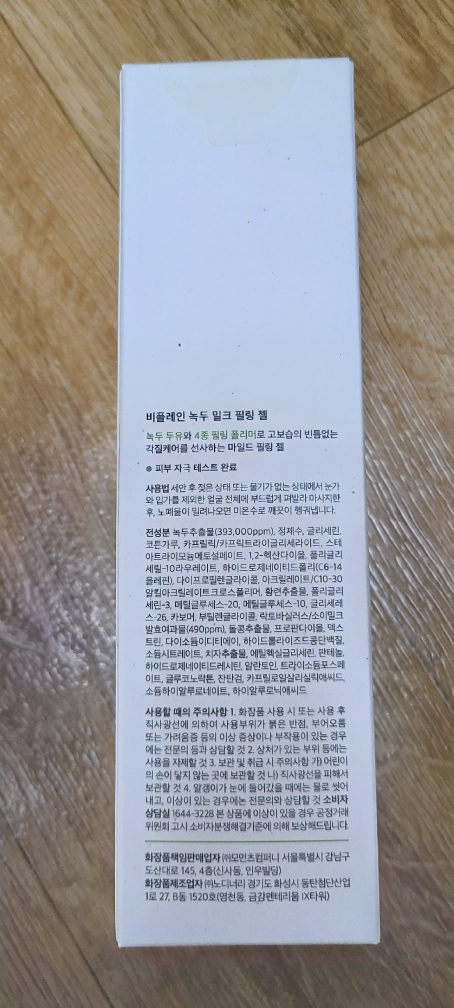 비플레인 녹두 밀크 필링 젤
녹두 두유와 4종 필링 폴리머로 고보습의 빈틈없는
각질케어를 선사하는 마일드 필링 젤
● 피부 자극 테스트 완료
사용법 세안 후 젖은 상태 또는 물기가 없는 상태에서 눈가
와 입가를 제외한 얼굴 전체에 부드럽게 펴발라 마사지한
후, 노폐물이 밀려나오면 미온수로 깨끗이 헹궈냅니다.
전성분 녹두추출물(393,000ppm), 정제수, 글리세린,
코튼가루, 카프릴릭/카프릭트라이글리세라이드, 스테
아트라이모늄메토설페이트, 1,2-헥산다이올, 폴리글리
세릴-10라우레이트, 하이드로제네이티드폴리(C6-14
올레핀), 다이프로필렌글라이콜, 아크릴레이트/C10-30
알킬아크릴레이트크로스폴리머, 황련추출물, 폴리글리
세린-3, 메틸글루세스-20, 메틸글루세스-10, 글리세레
스-26, 카보머, 부틸렌글라이콜, 락토바실러스/소이밀크
발효여과물(490ppm), 돌콩추출물, 프로판다이올, 덱스
트린, 다이소듐이디티에이, 하이드롤라이즈드콩단백질,
소듐시트레이트, 치자추출물, 에틸헥실글리세린, 판테놀,
하이드로제네이티드레시틴, 알란토인, 트라이소듐포스페
이트, 글루코노락톤, 잔탄검, 카프릴로일살리실릭애씨드,
소듐하이알루로네이트, 하이알루로닉애씨드
사용할 때의 주의사항 1. 화장품 사용 시 또는 사용 후
직사광선에 의하여 사용부위가 붉은 반점, 부어오름
또는 가려움증 등의 이상 증상이나 부작용이 있는 경우
에는 전문의 등과 상담할 것 2. 상처가 있는 부위 등에는
사용을 자제할 것 3. 보관 및 취급 시 주의사항 가) 어린이
의 손이 닿지 않는 곳에 보관할 것 나) 직사광선을 피해서
보관할 것 4. 알갱이가 눈에 들어갔을 때에는 물로 씻어
내고, 이상이 있는 경우에는 전문의와 상담할 것 소비자
상담실 1644-3228 본 상품에 이상이 있을 경우 공정거래
위원회 고시 소비자분쟁해결기준에 의해 보상해드립니다.
화장품책임판매업자 ㈜모먼츠컴퍼니 서울특별시 강남구
도산대로 145, 4층(신사동, 인우빌딩)
화장품제조업자 ㈜노디너리 경기도 화성시 동탄첨단산업
1로 27, B동 1520호(영천동, 금강펜테리움 IX타워)